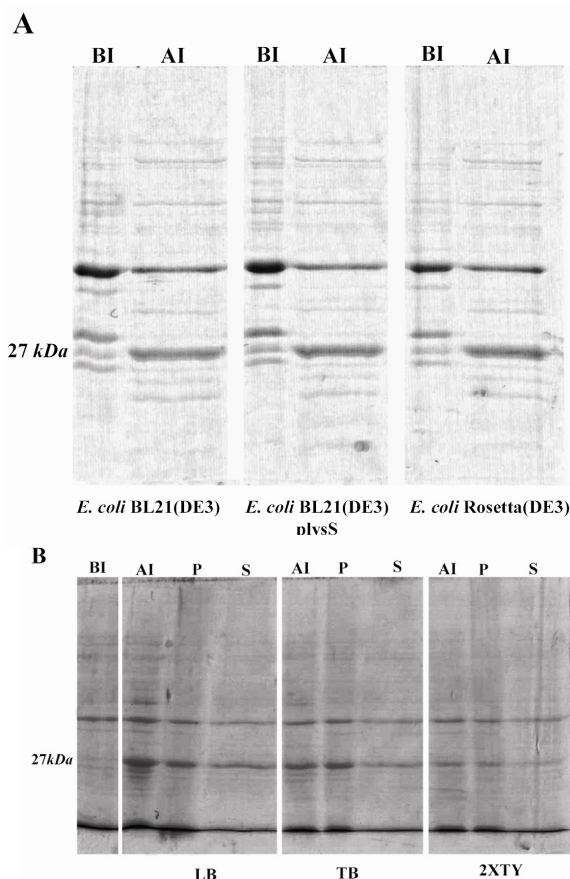 A
BI AI BI AI BI AI
27 kDa
E. coli BL21(DE3) E. coli BL21(DE3) E. coli Rosetta(DE3)
plysS
B
BI AI P S AI P S AI P S
27kDa
LB TB 2XTY